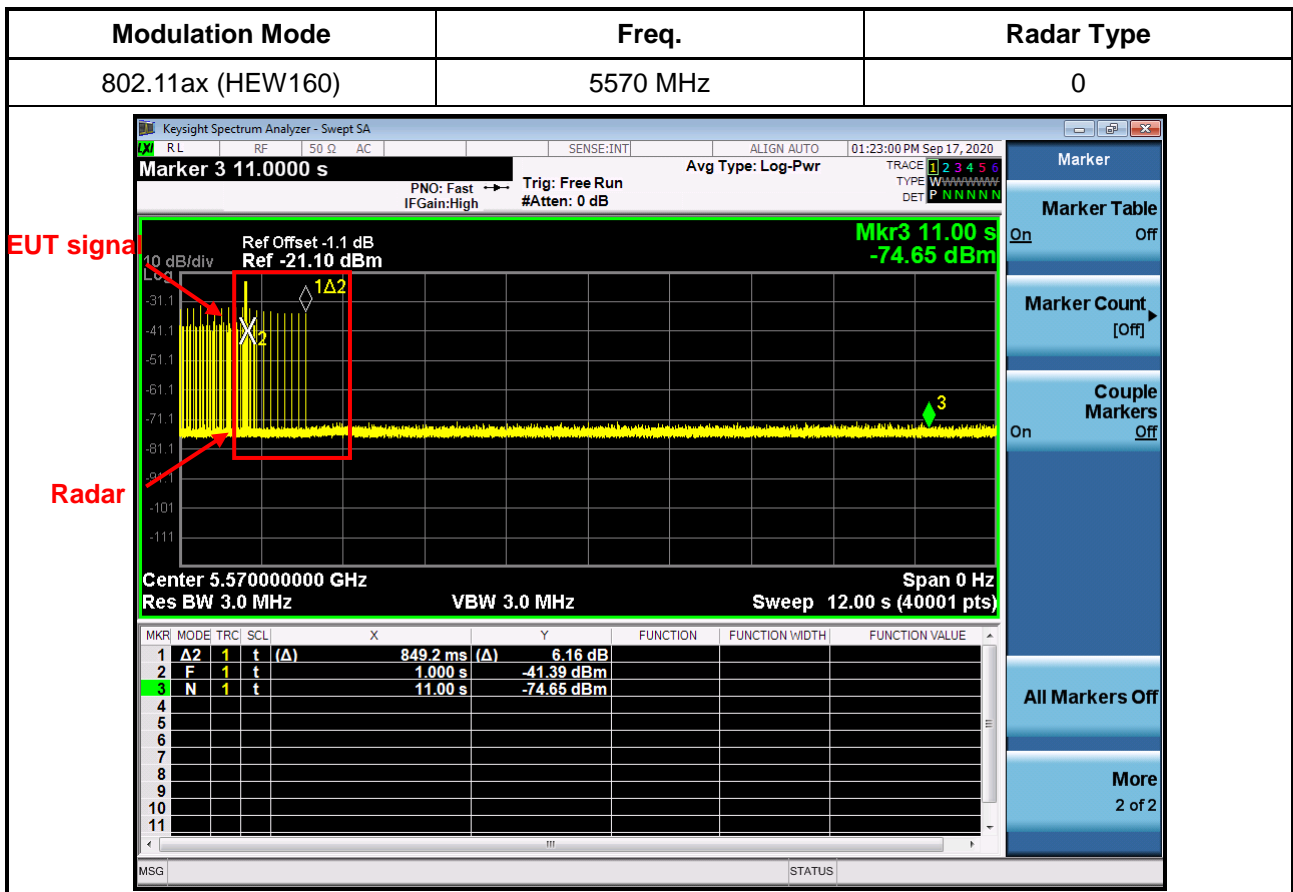 Modulation Mode Freq. Radar Type
802.11ax (HEW160) 5570 MHz 0
Keysight Spectrum Analyzer - Swept SA
LXI RL RF 50 Ω AC SENSE:INT ALIGN AUTO 01:23:00 PM Sep 17, 2020
Marker 3 11.0000 s Avg Type: Log-Pwr TRACE 1 2 3 4 5 6
PNO: Fast Trig: Free Run TYPE WWWWWW
IFGain:High #Atten: 0 dB DET P N N N N N
Mkr3 11.00 s
-74.65 dBm
EUT signal
Ref Offset -1.1 dB
10 dB/div Ref -21.10 dBm
Log
1Δ2
-31.1
-41.1
2
-51.1
-61.1
3
-71.1
-81.1
-91.1
Radar
-101
-111
Center 5.570000000 GHz Span 0 Hz
Res BW 3.0 MHz VBW 3.0 MHz Sweep 12.00 s (40001 pts)
MKR MODE TRC SCL X Y FUNCTION FUNCTION WIDTH FUNCTION VALUE
1 Δ2 1 t (Δ) 849.2 ms (Δ) 6.16 dB
2 F 1 t 1.000 s -41.39 dBm
3 N 1 t 11.00 s -74.65 dBm
4
5
6
7
8
9
10
11
MSG STATUS
Marker
Marker Table
On Off
Marker Count
[Off]
Couple
Markers
On Off
All Markers Off
More
2 of 2